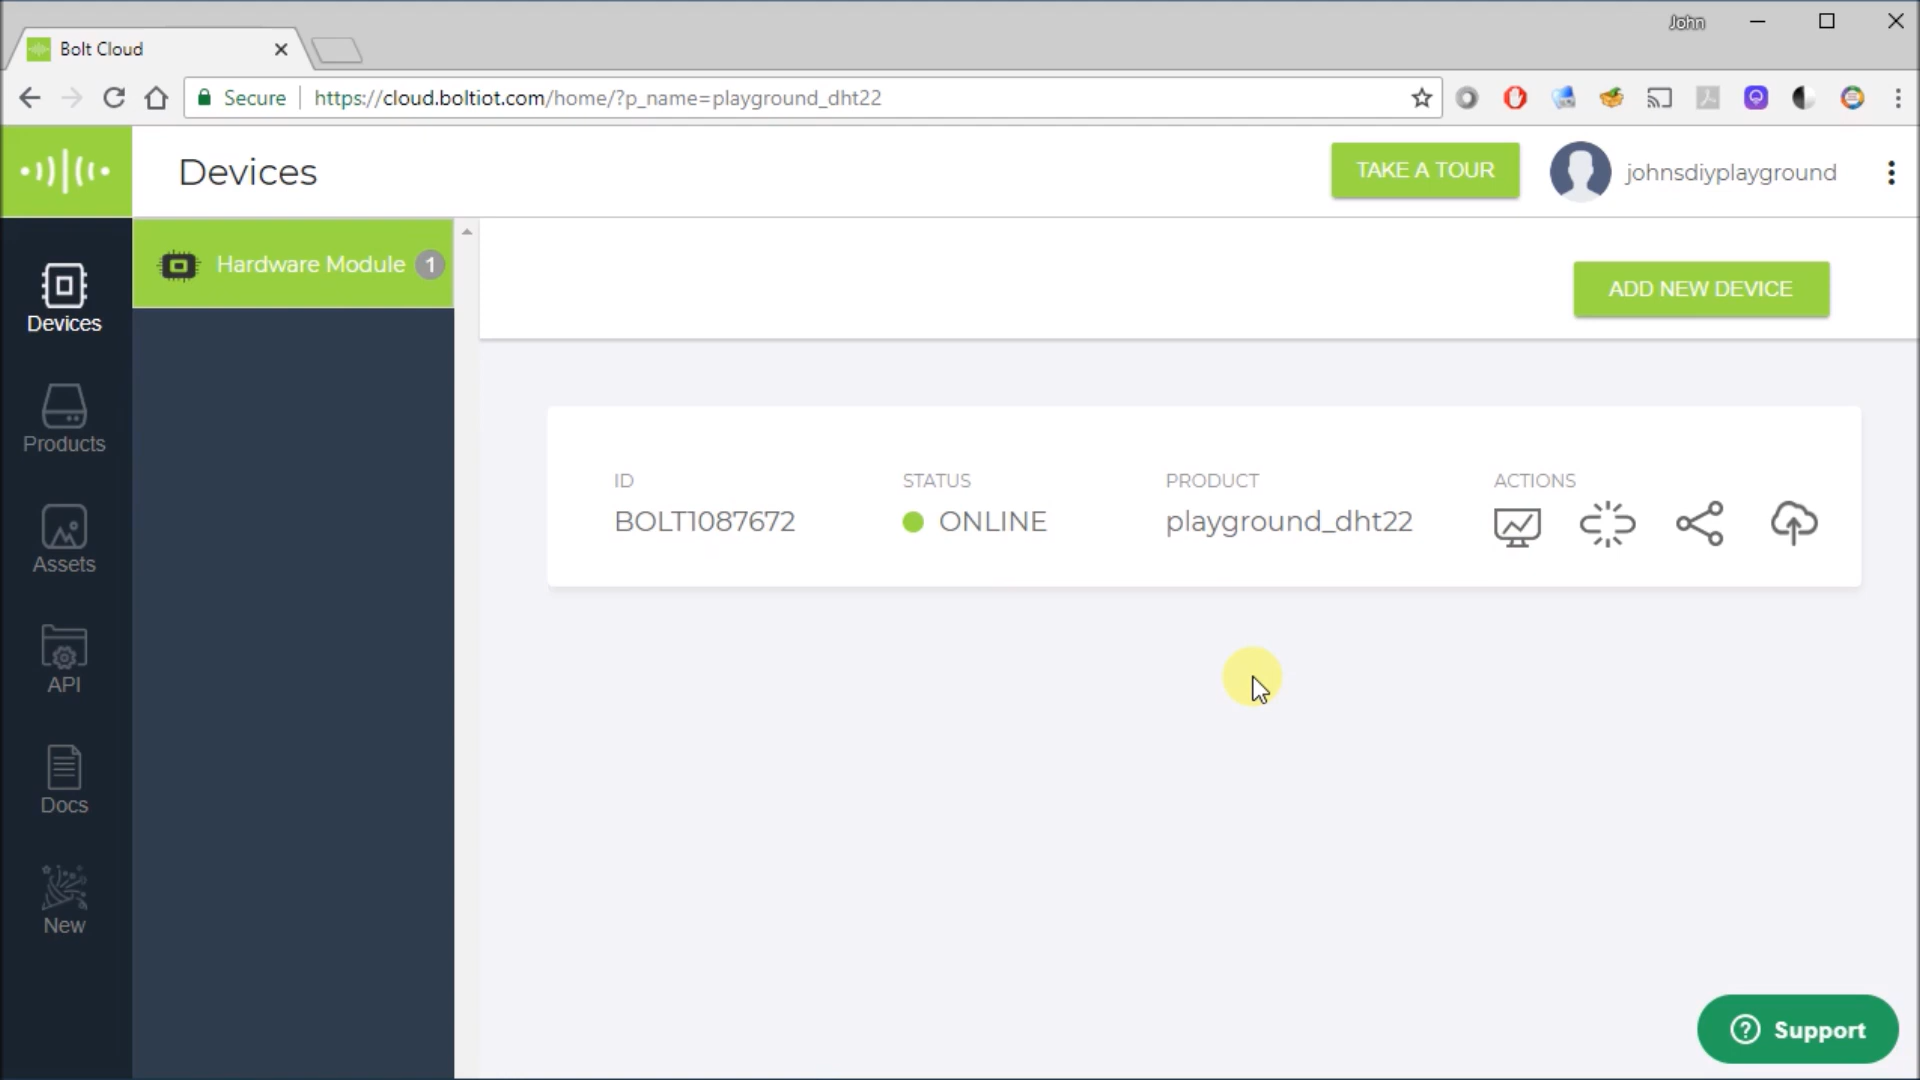 John
Bolt Cloud
Secure https://cloud.boltiot.com/home/?p_name=playground_dht22
Devices
TAKE A TOUR
johnsdiyplayground
Hardware Module 1
ADD NEW DEVICE
Devices
Products
Assets
API
Docs
New
ID STATUS PRODUCT ACTIONS
BOLT1087672 ONLINE playground_dht22
Support